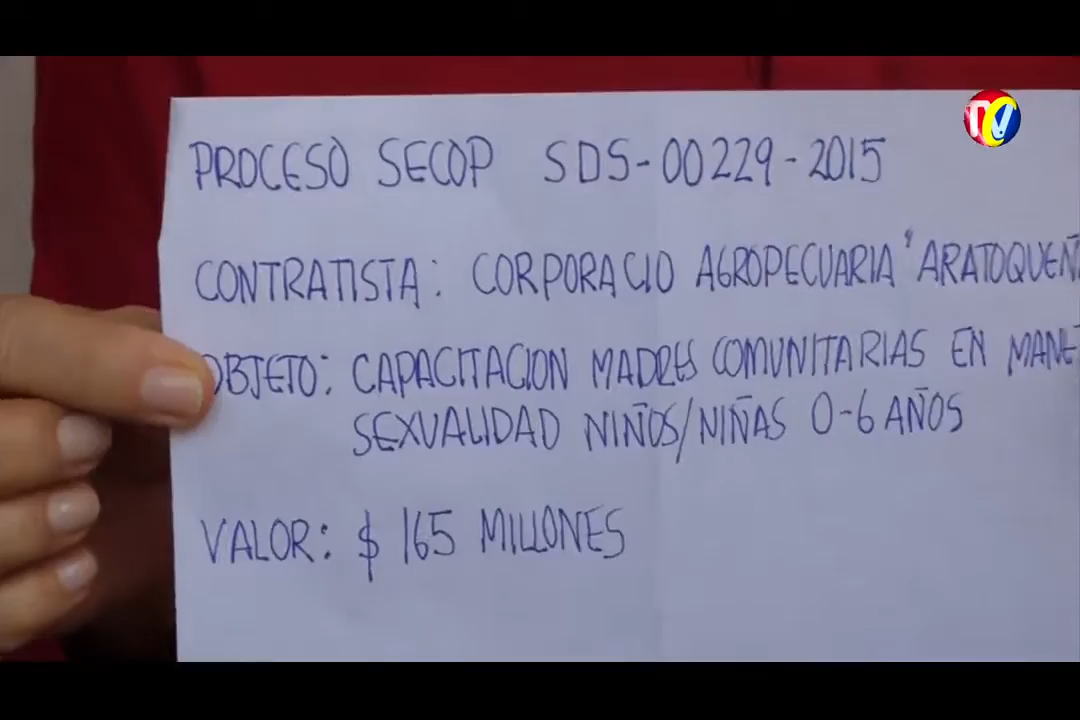 TVC
PROCESO SECOP SDS-00229-2015
CONTRATISTA: CORPORACIO AGROPECUARIA "ARATOQUEÑ
OBJETO: CAPACITACION MADRES COMUNITARIAS EN MANE
SEXUALIDAD NIÑOS/NIÑAS 0-6 AÑOS
VALOR: $ 165 MILLONES